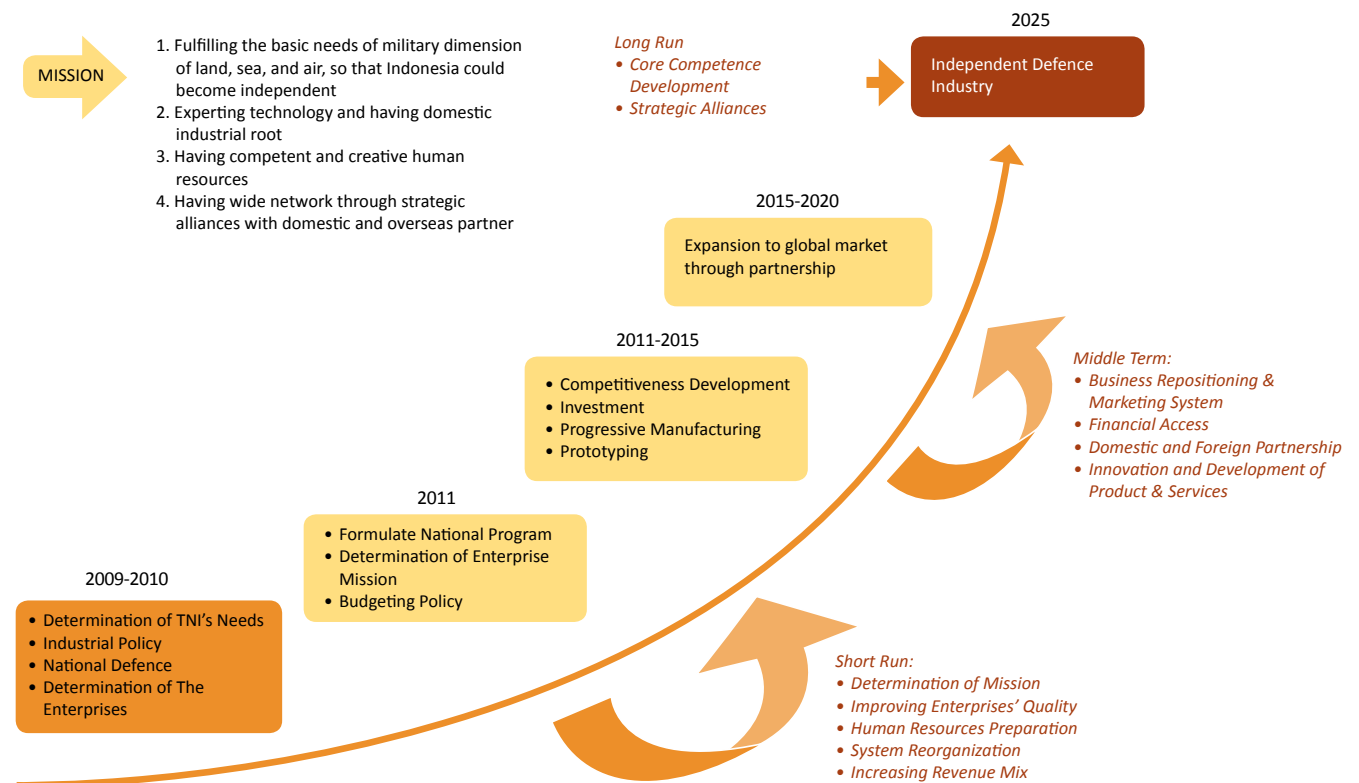 MISSION
1. Fulfilling the basic needs of military dimension
of land, sea, and air, so that Indonesia could
become independent
2. Experting technology and having domestic
industrial root
3. Having competent and creative human
resources
4. Having wide network through strategic
alliances with domestic and overseas partner
Long Run
• Core Competence
Development
• Strategic Alliances
2025
Independent Defence
Industry
2015-2020
Expansion to global market
through partnership
2011-2015
• Competitiveness Development
• Investment
• Progressive Manufacturing
• Prototyping
Middle Term:
• Business Repositioning &
Marketing System
• Financial Access
• Domestic and Foreign Partnership
• Innovation and Development of
Product & Services
2011
• Formulate National Program
• Determination of Enterprise
Mission
• Budgeting Policy
2009-2010
• Determination of TNI's Needs
• Industrial Policy
• National Defence
• Determination of The
Enterprises
Short Run:
• Determination of Mission
• Improving Enterprises' Quality
• Human Resources Preparation
• System Reorganization
• Increasing Revenue Mix